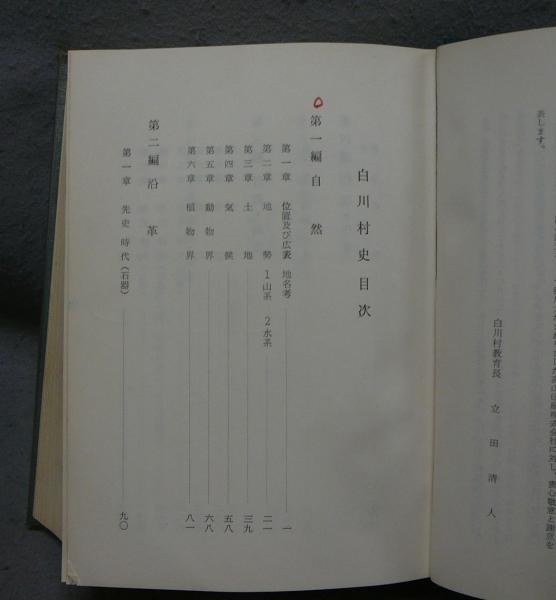 表します。
白川村教育長　立田清人
白川村史目次
第一編　自然
第一章　位置及び広袤　地名考　一
第二章　地勢　1山系　2水系　二一
第三章　土地　三九
第四章　気候　五八
第五章　動物界　六八
第六章　植物界　八一
第二編　沿革
第一章　先史時代（石器）　九〇